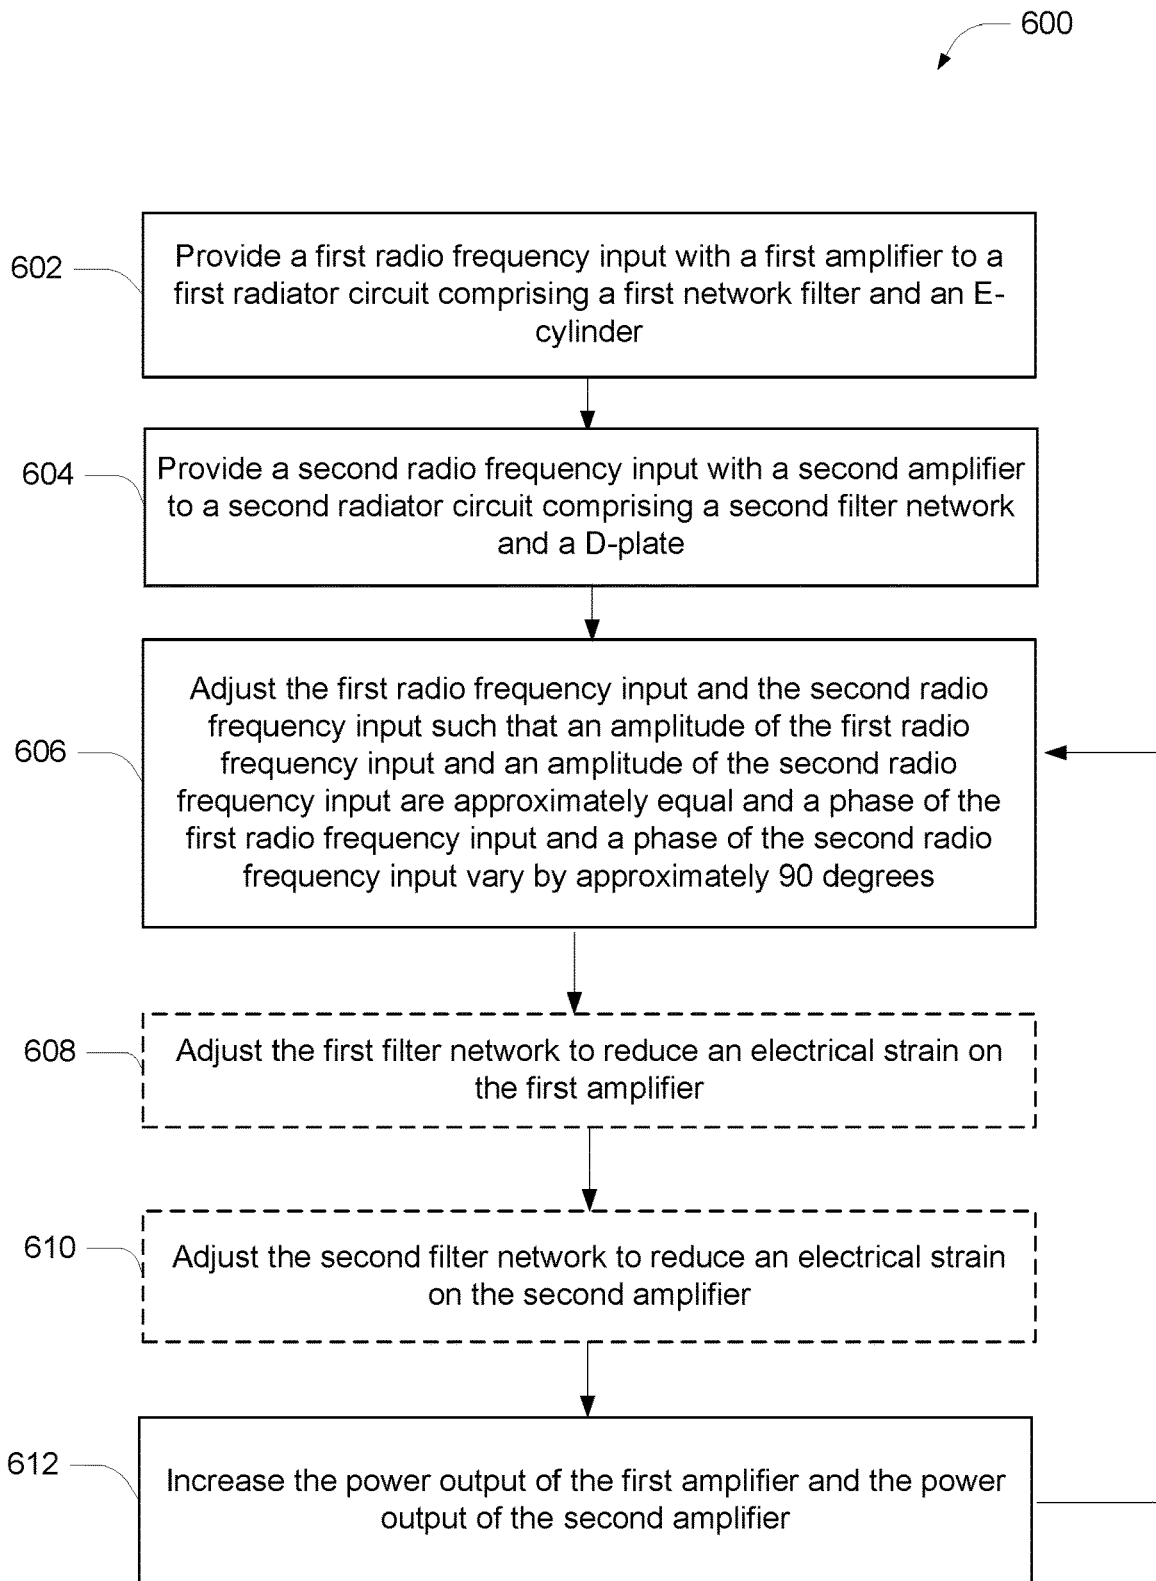 600
602
Provide a first radio frequency input with a first amplifier to a
first radiator circuit comprising a first network filter and an E-
cylinder
604
Provide a second radio frequency input with a second amplifier
to a second radiator circuit comprising a second filter network
and a D-plate
606
Adjust the first radio frequency input and the second radio
frequency input such that an amplitude of the first radio
frequency input and an amplitude of the second radio
frequency input are approximately equal and a phase of the
first radio frequency input and a phase of the second radio
frequency input vary by approximately 90 degrees
608
Adjust the first filter network to reduce an electrical strain on
the first amplifier
610
Adjust the second filter network to reduce an electrical strain
on the second amplifier
612
Increase the power output of the first amplifier and the power
output of the second amplifier